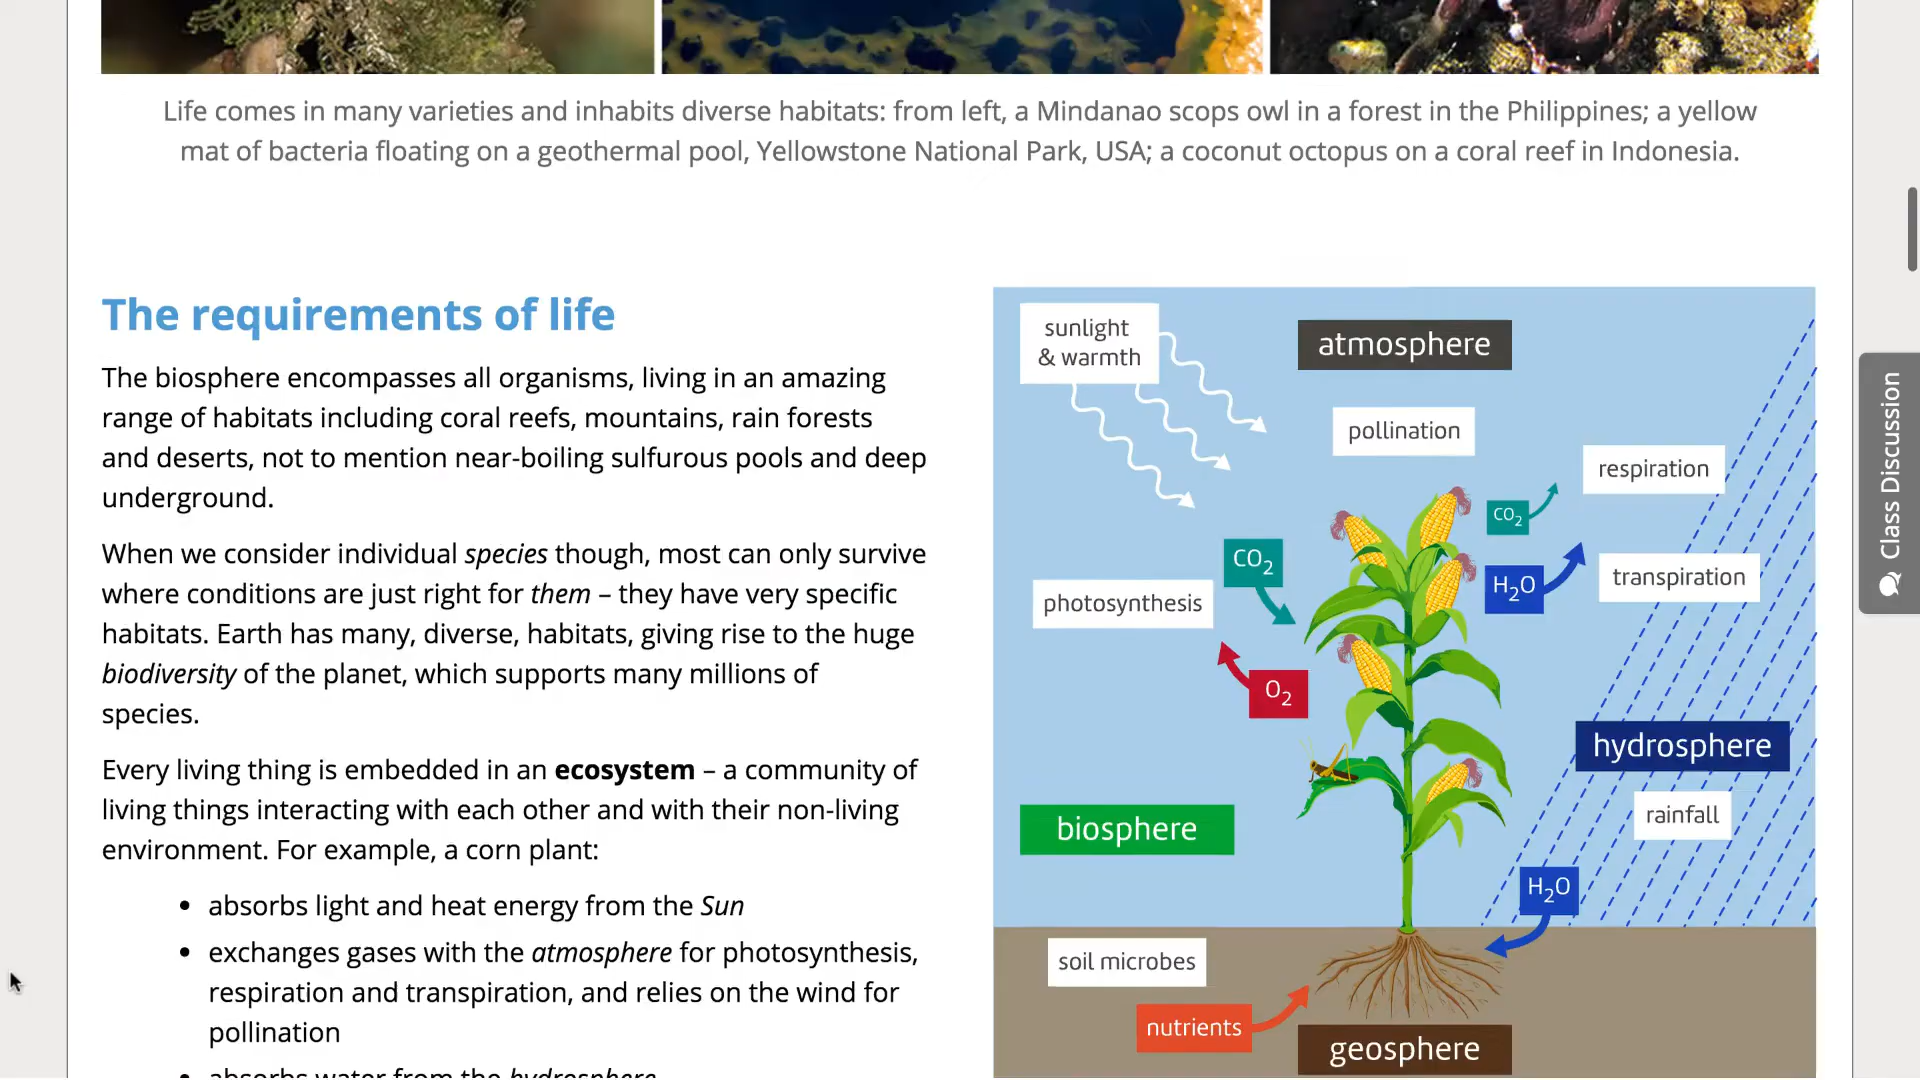 Life comes in many varieties and inhabits diverse habitats: from left, a Mindanao scops owl in a forest in the Philippines; a yellow
mat of bacteria floating on a geothermal pool, Yellowstone National Park, USA; a coconut octopus on a coral reef in Indonesia.
The requirements of life
The biosphere encompasses all organisms, living in an amazing
range of habitats including coral reefs, mountains, rain forests
and deserts, not to mention near-boiling sulfurous pools and deep
underground.
When we consider individual species though, most can only survive
where conditions are just right for them – they have very specific
habitats. Earth has many, diverse, habitats, giving rise to the huge
biodiversity of the planet, which supports many millions of
species.
Every living thing is embedded in an ecosystem – a community of
living things interacting with each other and with their non-living
environment. For example, a corn plant:
• absorbs light and heat energy from the Sun
• exchanges gases with the atmosphere for photosynthesis,
respiration and transpiration, and relies on the wind for
pollination
• absorbs water from the hydrosphere
sunlight
& warmth
atmosphere
pollination
respiration
CO₂
CO₂
H₂O
transpiration
photosynthesis
O₂
hydrosphere
rainfall
biosphere
H₂O
soil microbes
nutrients
geosphere
Class Discussion